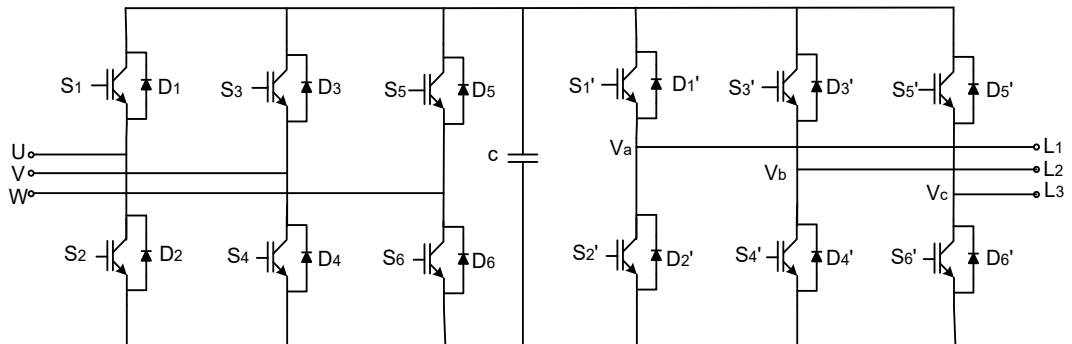 S1 D1 S3 D3 S5 D5 S1' D1' S3' D3' S5' D5'
U
V
W
c
Va
Vb
Vc
L1
L2
L3
S2 D2 S4 D4 S6 D6 S2' D2' S4' D4' S6' D6'